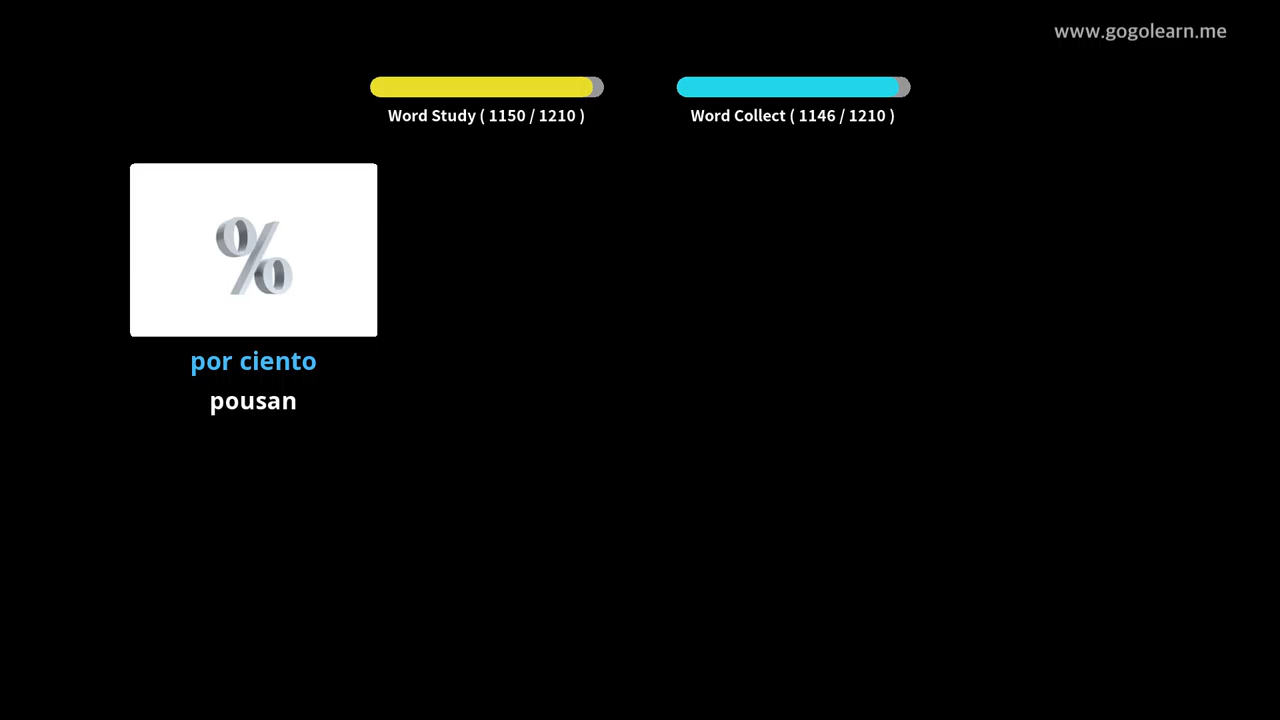 www.gogolearn.me
Word Study ( 1150 / 1210 )
Word Collect ( 1146 / 1210 )
%
por ciento
pousan